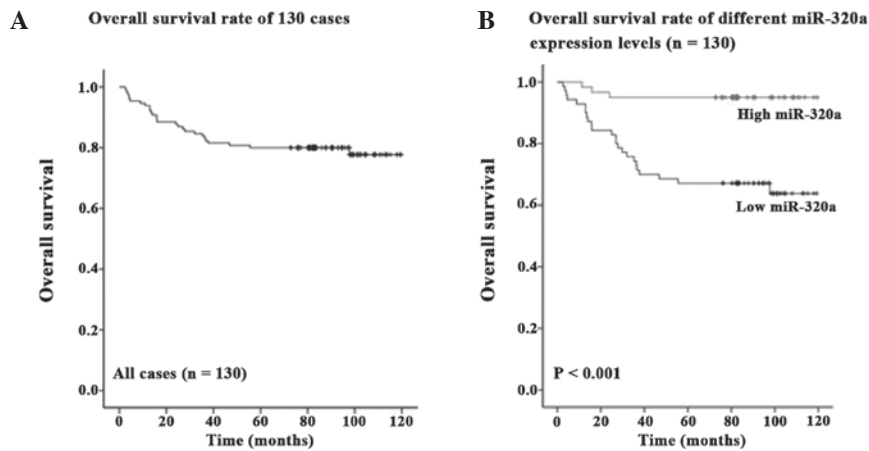 A
Overall survival rate of 130 cases
Overall survival
1.0
0.8
0.6
0.4
0.2
0.0
All cases (n = 130)
0 20 40 60 80 100 120
Time (months)
B
Overall survival rate of different miR-320a
expression levels (n = 130)
Overall survival
1.0
0.8
0.6
0.4
0.2
0.0
High miR-320a
Low miR-320a
P < 0.001
0 20 40 60 80 100 120
Time (months)